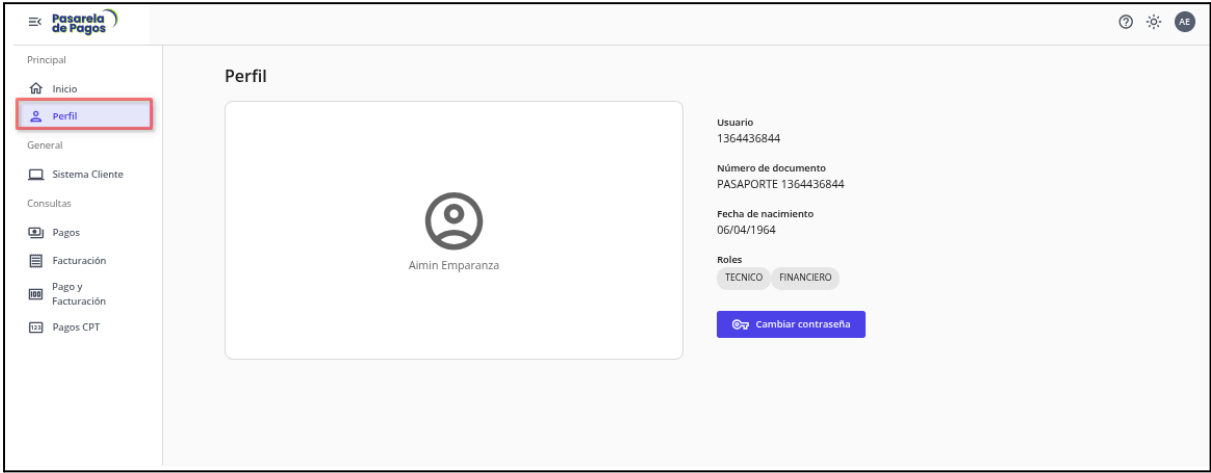 Pasarela
de Pagos
AE
Principal
Inicio
Perfil
General
Sistema Cliente
Consultas
Pagos
Facturación
Pago y
Facturación
123
Pagos CPT
Perfil
Aimin Emparanza
Usuario
1364436844
Número de documento
PASAPORTE 1364436844
Fecha de nacimiento
06/04/1964
Roles
TECNICO FINANCIERO
Cambiar contraseña